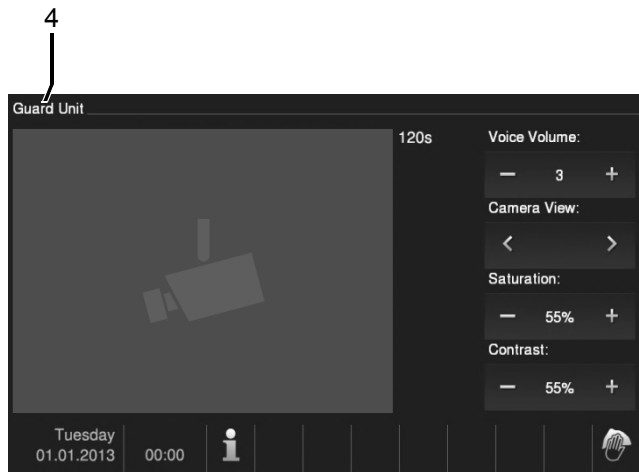 4
Guard Unit
120s
Voice Volume:
− 3 +
Camera View:
< >
Saturation:
− 55% +
Contrast:
− 55% +
Tuesday
01.01.2013
00:00
i